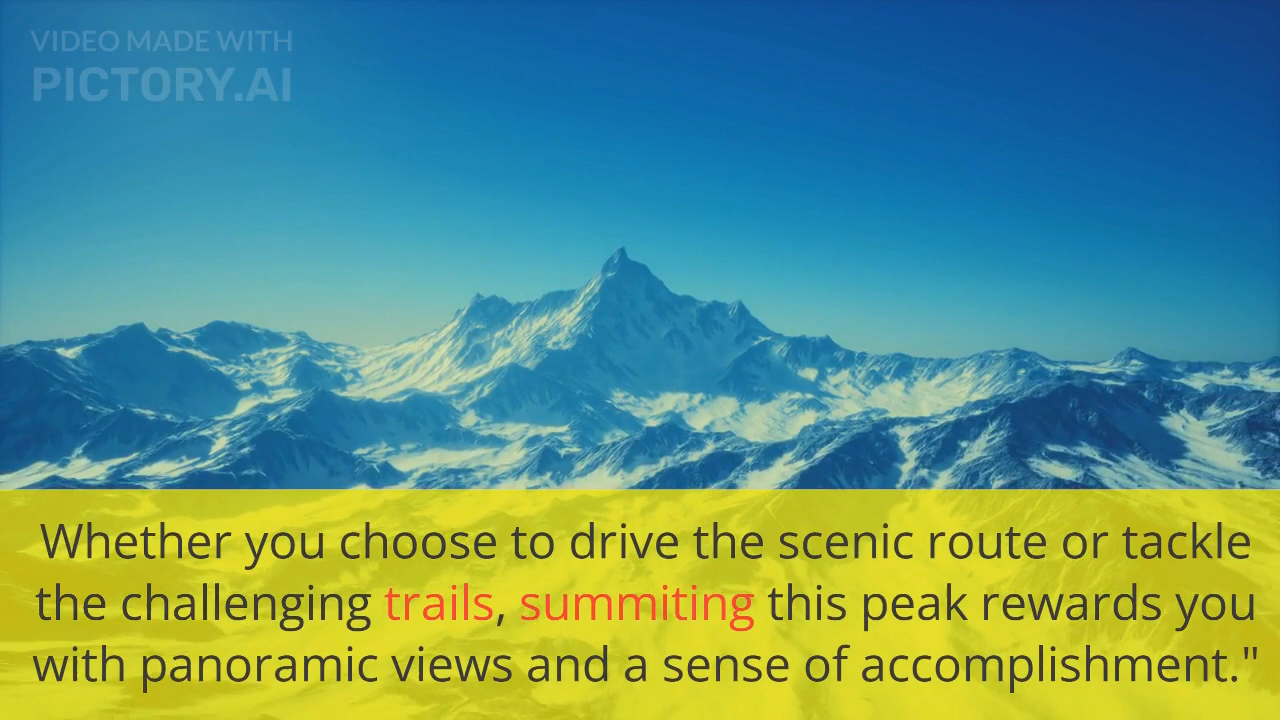 VIDEO MADE WITH
PICTORY.AI
Whether you choose to drive the scenic route or tackle
the challenging trails, summiting this peak rewards you
with panoramic views and a sense of accomplishment."